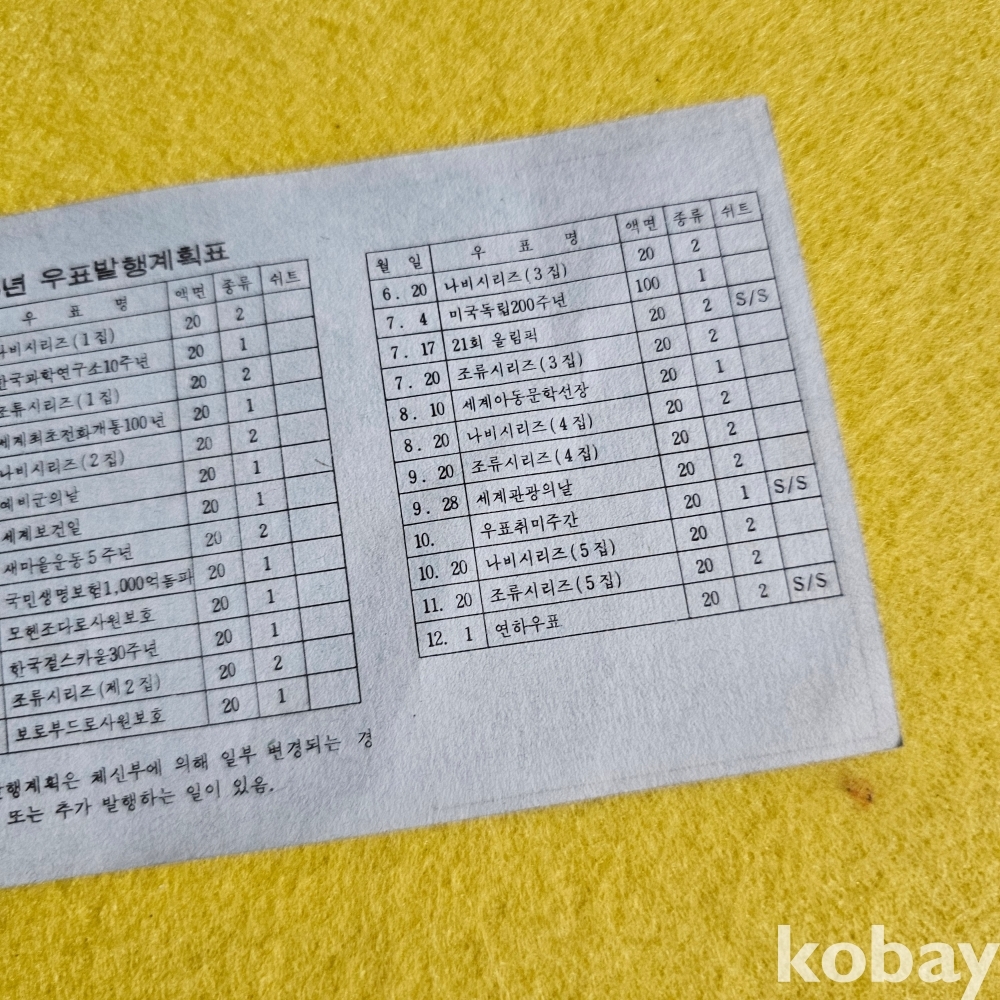 년 우표발행계획표
우 표 명 액면 종류 쉬트
나비시리즈(1집) 20 2
한국과학연구소10주년 20 1
조류시리즈(1집) 20 2
세계최초전화개통100년 20 1
나비시리즈(2집) 20 2
예비군의날 20 1
세계보건일 20 1
새마을운동5주년 20 2
국민생명보험1,000억돌파 20 1
모헨조다로사원보호 20 1
한국걸스카운30주년 20 1
조류시리즈(제2집) 20 2
보로부드로사원보호 20 1
발행계획은 체신부에 의해 일부 변경되는 경
또는 추가 발행하는 일이 있음.
월 일 우 표 명 액면 종류 쉬트
6. 20 나비시리즈(3집) 20 2
7. 4 미국독립200주년 100 1
7. 17 21회 올림픽 20 2 S/S
7. 20 조류시리즈(3집) 20 2
8. 10 세계아동문학선장 20 1
8. 20 나비시리즈(4집) 20 2
9. 20 조류시리즈(4집) 20 2
9. 28 세계관광의날 20 2
10. 우표취미주간 20 1 S/S
10. 20 나비시리즈(5집) 20 2
11. 20 조류시리즈(5집) 20 2
12. 1 연하우표 20 2 S/S
kobay